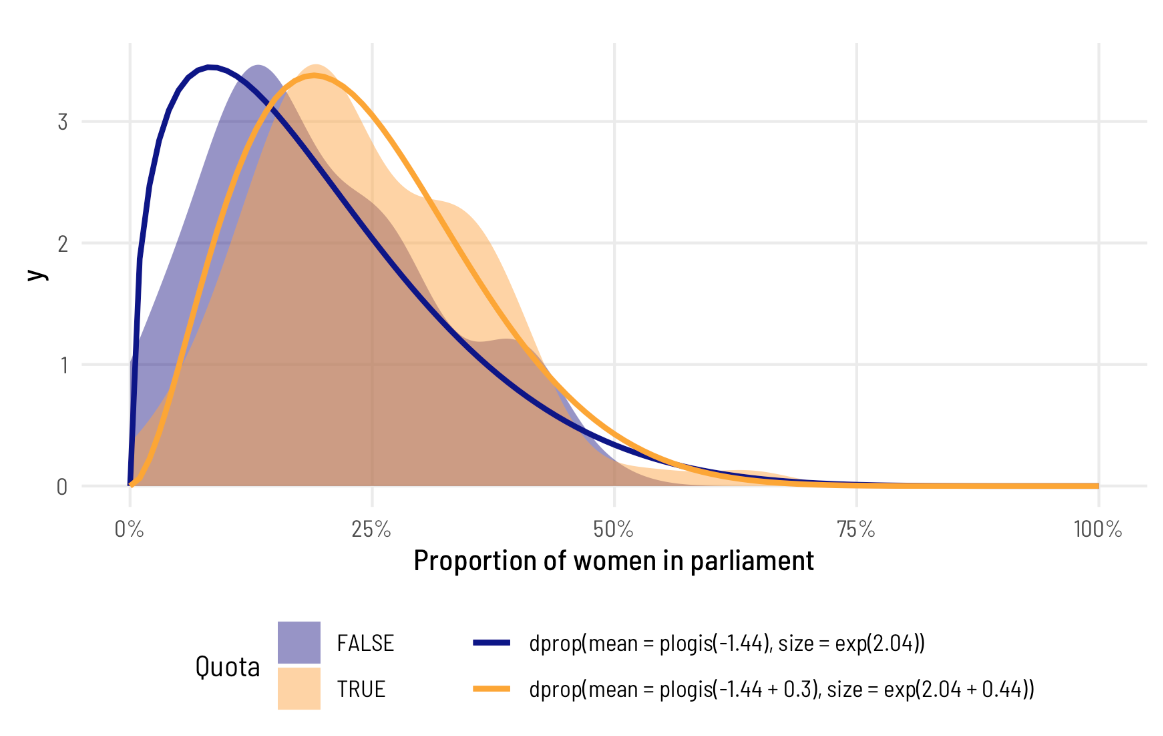 3
2
1
0
y
0%
25%
50%
75%
100%
Proportion of women in parliament
Quota
FALSE
TRUE
dprop(mean = plogis(-1.44), size = exp(2.04))
dprop(mean = plogis(-1.44 + 0.3), size = exp(2.04 + 0.44))